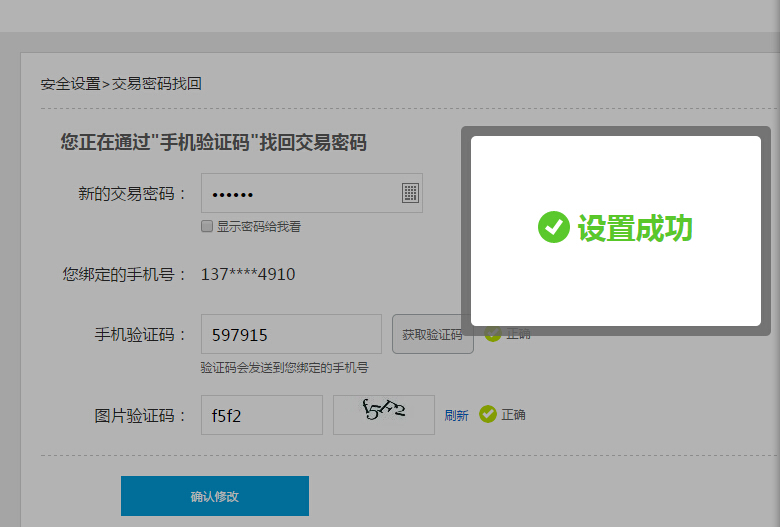 安全设置>交易密码找回
您正在通过"手机验证码"找回交易密码
新的交易密码：
显示密码给我看
您绑定的手机号： 137****4910
手机验证码： 597915 获取验证码 正确
验证码会发送到您绑定的手机号
图片验证码： f5f2 f5F2 刷新 正确
确认修改
设置成功